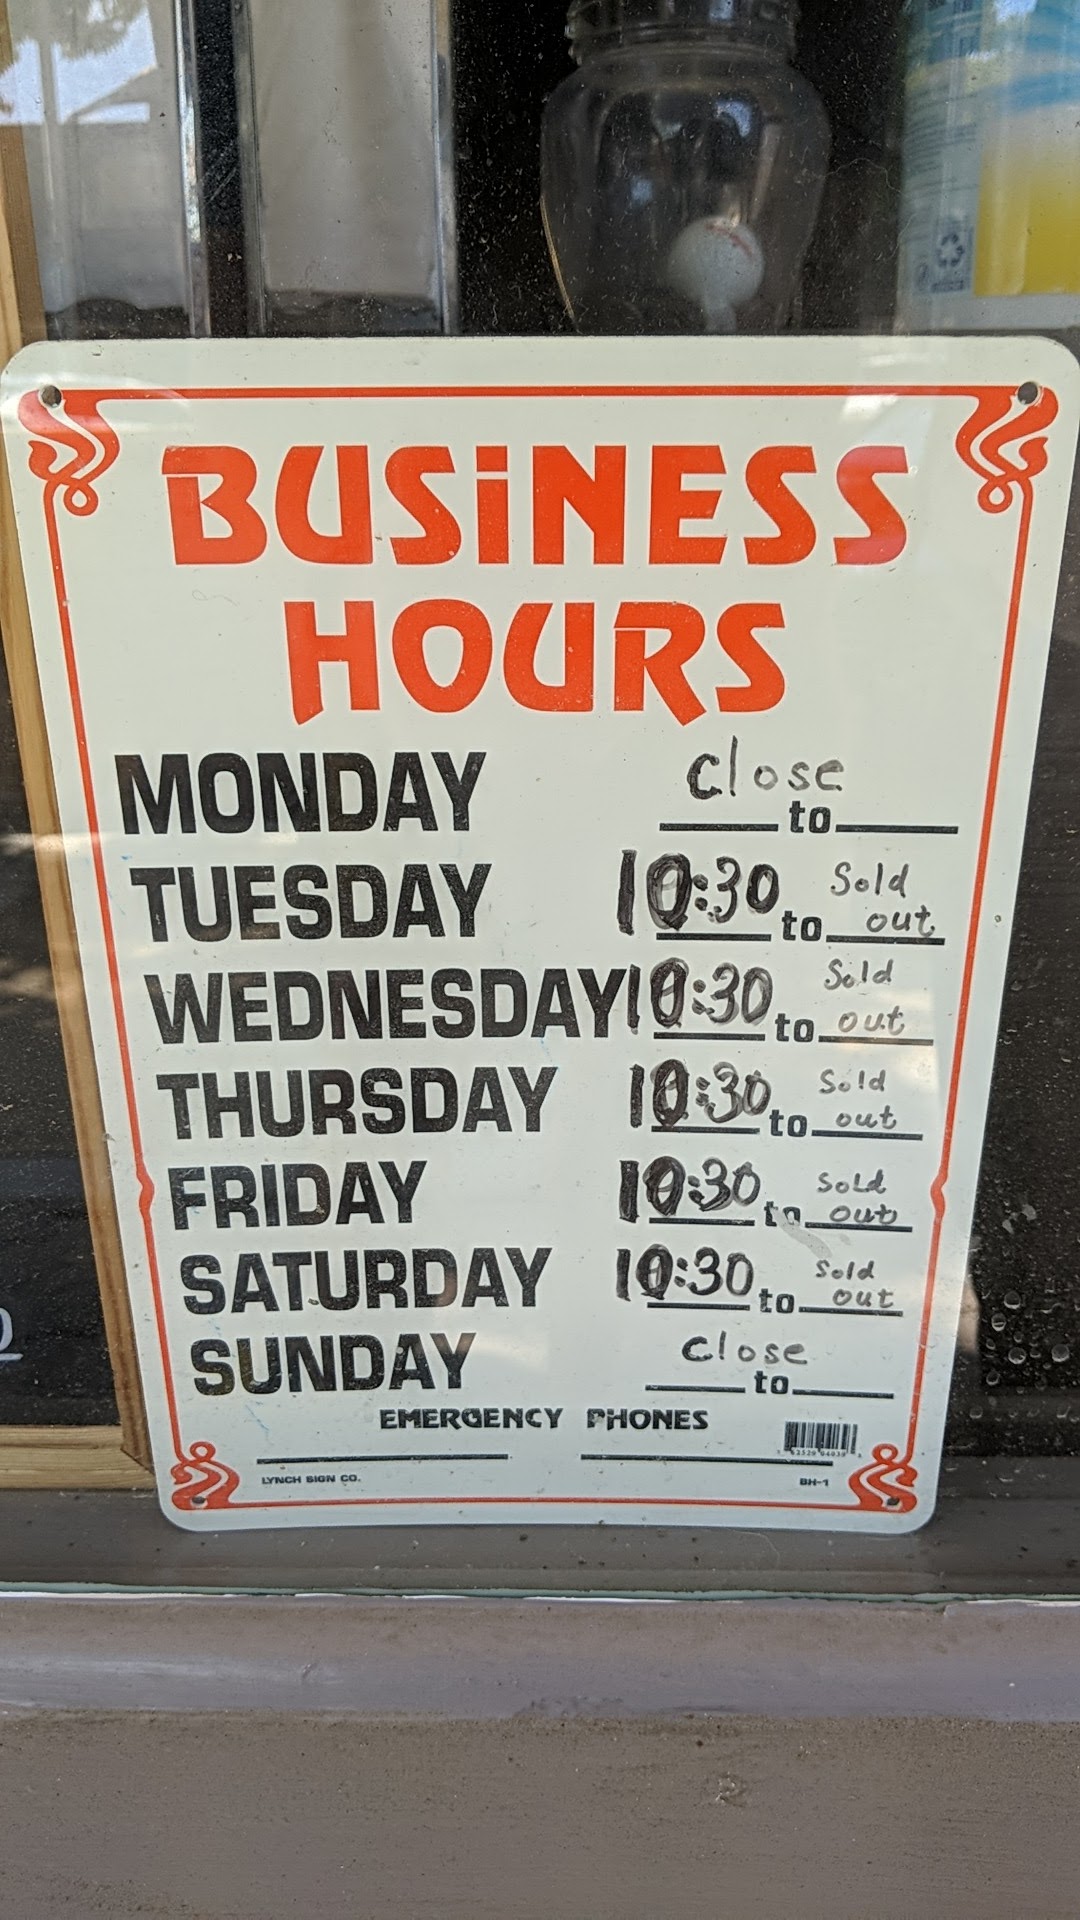 BUSINESS
HOURS
MONDAY close to
TUESDAY 10:30 to Sold out
WEDNESDAY 10:30 to Sold out
THURSDAY 10:30 to Sold out
FRIDAY 10:30 to SoLd out
SATURDAY 10:30 to Sold out
SUNDAY close to
EMERGENCY PHONES
LYNCH SIGN CO. BH-1